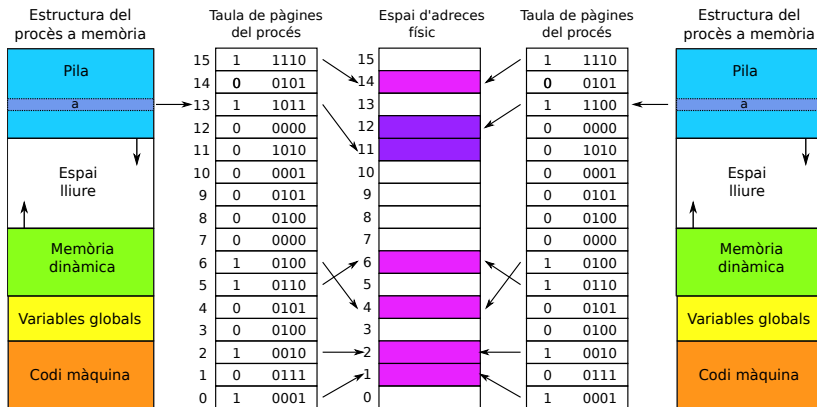 Estructura del
procès a memòria
Taula de pàgines
del procés
Espai d'adreces
físic
Taula de pàgines
del procés
Estructura del
procès a memòria
Pila
a
Espai
lliure
Memòria
dinàmica
Variables globals
Codi màquina
15 1 1110
14 0 0101
13 1 1011
12 0 0000
11 0 1010
10 0 0001
9 0 0101
8 0 0100
7 0 0000
6 1 0100
5 1 0110
4 0 0101
3 0 0100
2 1 0010
1 0 0111
0 1 0001
15
14
13
12
11
10
9
8
7
6
5
4
3
2
1
0
1 1110
0 0101
1 1100
0 0000
0 1010
0 0001
0 0101
0 0100
0 0000
1 0100
1 0110
0 0101
0 0100
1 0010
0 0111
1 0001
Pila
a
Espai
lliure
Memòria
dinàmica
Variables globals
Codi màquina